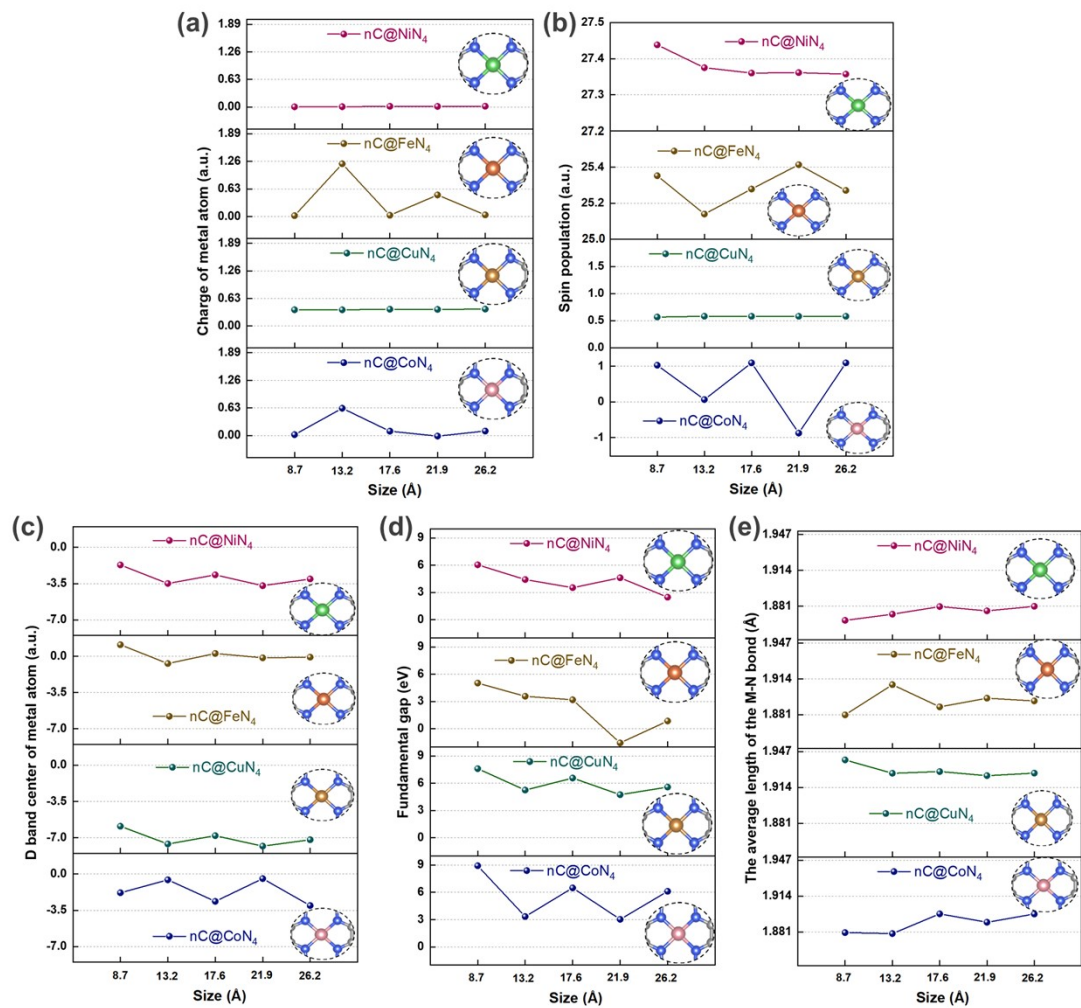 (a)
Charge of metal atom (a.u.)
1.89
1.26
0.63
0.00
nC@NiN₄
1.89
1.26
0.63
0.00
nC@FeN₄
1.89
1.26
0.63
0.00
nC@CuN₄
1.89
1.26
0.63
0.00
nC@CoN₄
8.7 13.2 17.6 21.9 26.2
Size (Å)
(b)
Spin population (a.u.)
27.5
27.4
27.3
27.2
nC@NiN₄
25.4
25.2
25.0
nC@FeN₄
1.5
1.0
0.5
0.0
nC@CuN₄
1
0
-1
nC@CoN₄
8.7 13.2 17.6 21.9 26.2
Size (Å)
(c)
D band center of metal atom (a.u.)
0.0
-3.5
-7.0
nC@NiN₄
0.0
-3.5
-7.0
nC@FeN₄
0.0
-3.5
-7.0
nC@CuN₄
0.0
-3.5
-7.0
nC@CoN₄
8.7 13.2 17.6 21.9 26.2
Size (Å)
(d)
Fundamental gap (eV)
9
6
3
0
nC@NiN₄
9
6
3
0
nC@FeN₄
9
6
3
0
nC@CuN₄
9
6
3
0
nC@CoN₄
8.7 13.2 17.6 21.9 26.2
Size (Å)
(e)
The average length of the M-N bond (Å)
1.947
1.914
1.881
nC@NiN₄
1.947
1.914
1.881
nC@FeN₄
1.947
1.914
1.881
nC@CuN₄
1.947
1.914
1.881
nC@CoN₄
8.7 13.2 17.6 21.9 26.2
Size (Å)